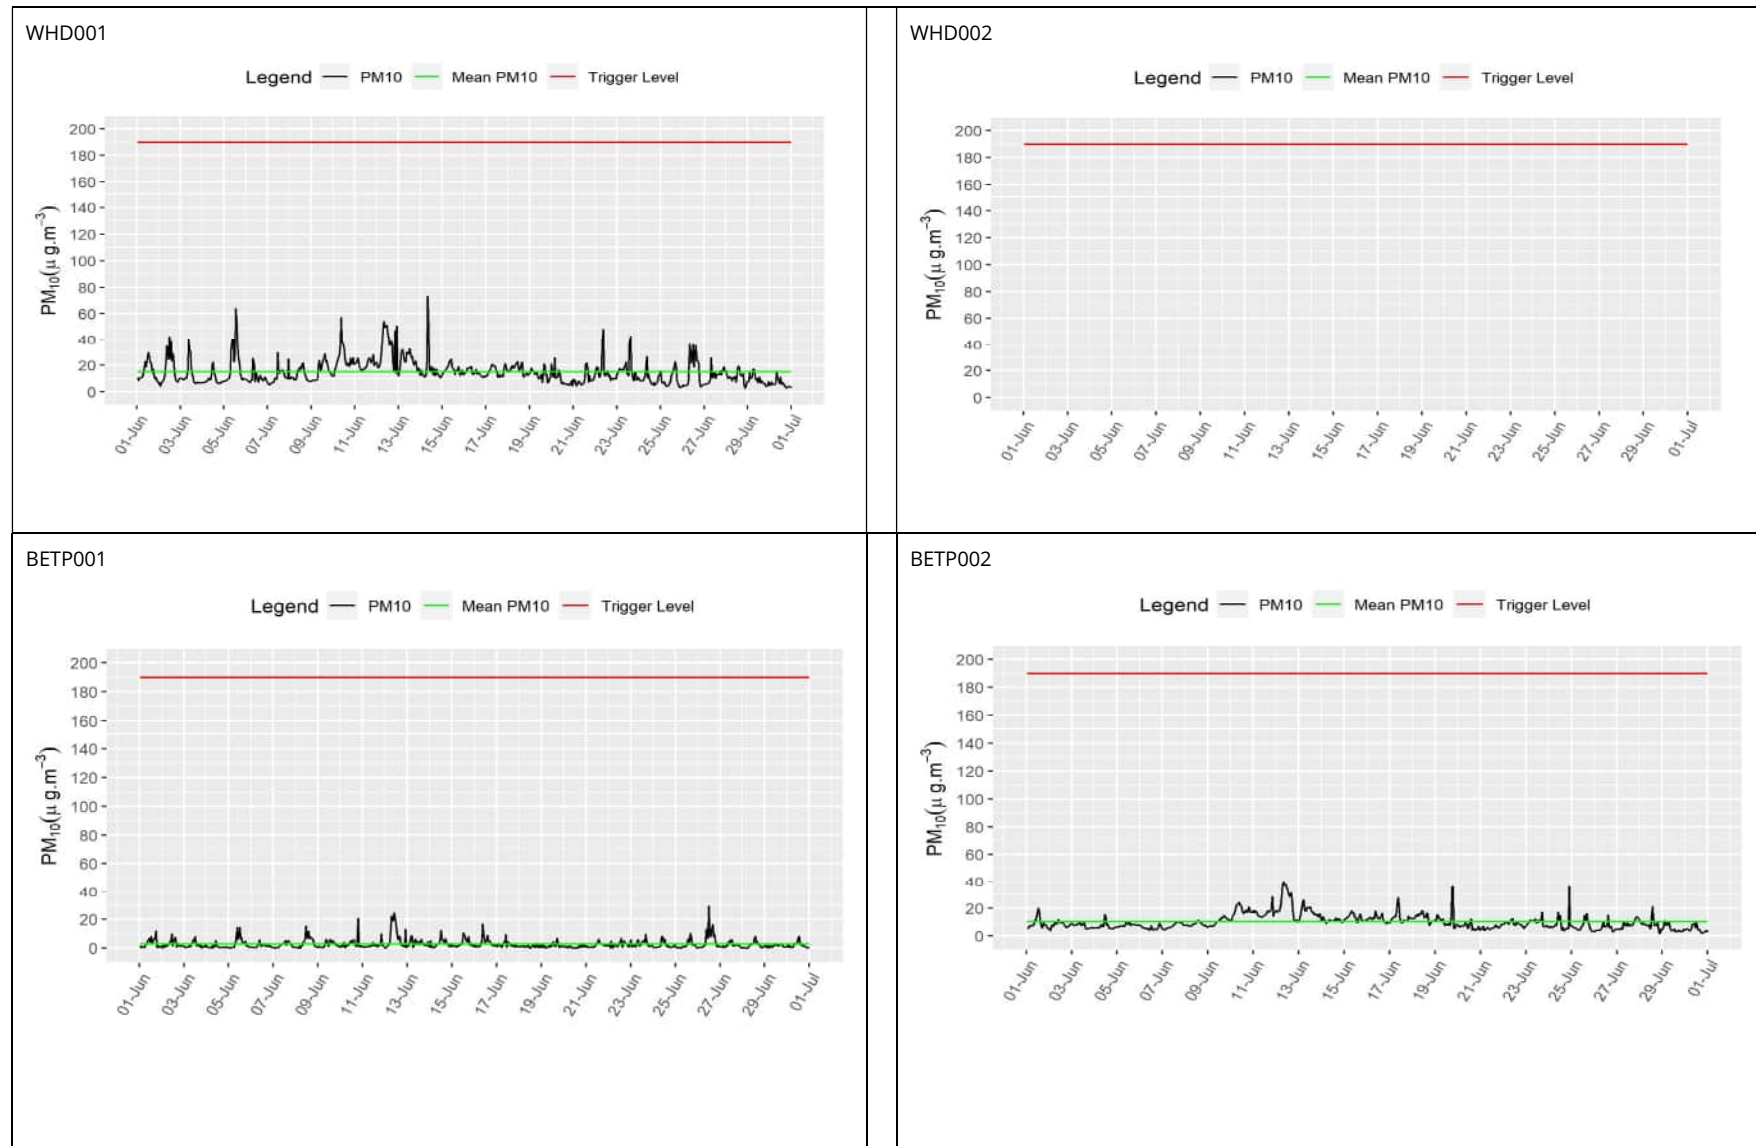 WHD001
Legend PM10 Mean PM10 Trigger Level
200
180
160
140
120
100
80
60
40
20
0
PM₁₀(μ g.m⁻³)
01-Jun 03-Jun 05-Jun 07-Jun 09-Jun 11-Jun 13-Jun 15-Jun 17-Jun 19-Jun 21-Jun 23-Jun 25-Jun 27-Jun 29-Jun 01-Jul
WHD002
Legend PM10 Mean PM10 Trigger Level
200
180
160
140
120
100
80
60
40
20
0
PM₁₀(μ g.m⁻³)
01-Jun 03-Jun 05-Jun 07-Jun 09-Jun 11-Jun 13-Jun 15-Jun 17-Jun 19-Jun 21-Jun 23-Jun 25-Jun 27-Jun 29-Jun 01-Jul
BETP001
Legend PM10 Mean PM10 Trigger Level
200
180
160
140
120
100
80
60
40
20
0
PM₁₀(μ g.m⁻³)
01-Jun 03-Jun 05-Jun 07-Jun 09-Jun 11-Jun 13-Jun 15-Jun 17-Jun 19-Jun 21-Jun 23-Jun 25-Jun 27-Jun 29-Jun 01-Jul
BETP002
Legend PM10 Mean PM10 Trigger Level
200
180
160
140
120
100
80
60
40
20
0
PM₁₀(μ g.m⁻³)
01-Jun 03-Jun 05-Jun 07-Jun 09-Jun 11-Jun 13-Jun 15-Jun 17-Jun 19-Jun 21-Jun 23-Jun 25-Jun 27-Jun 29-Jun 01-Jul